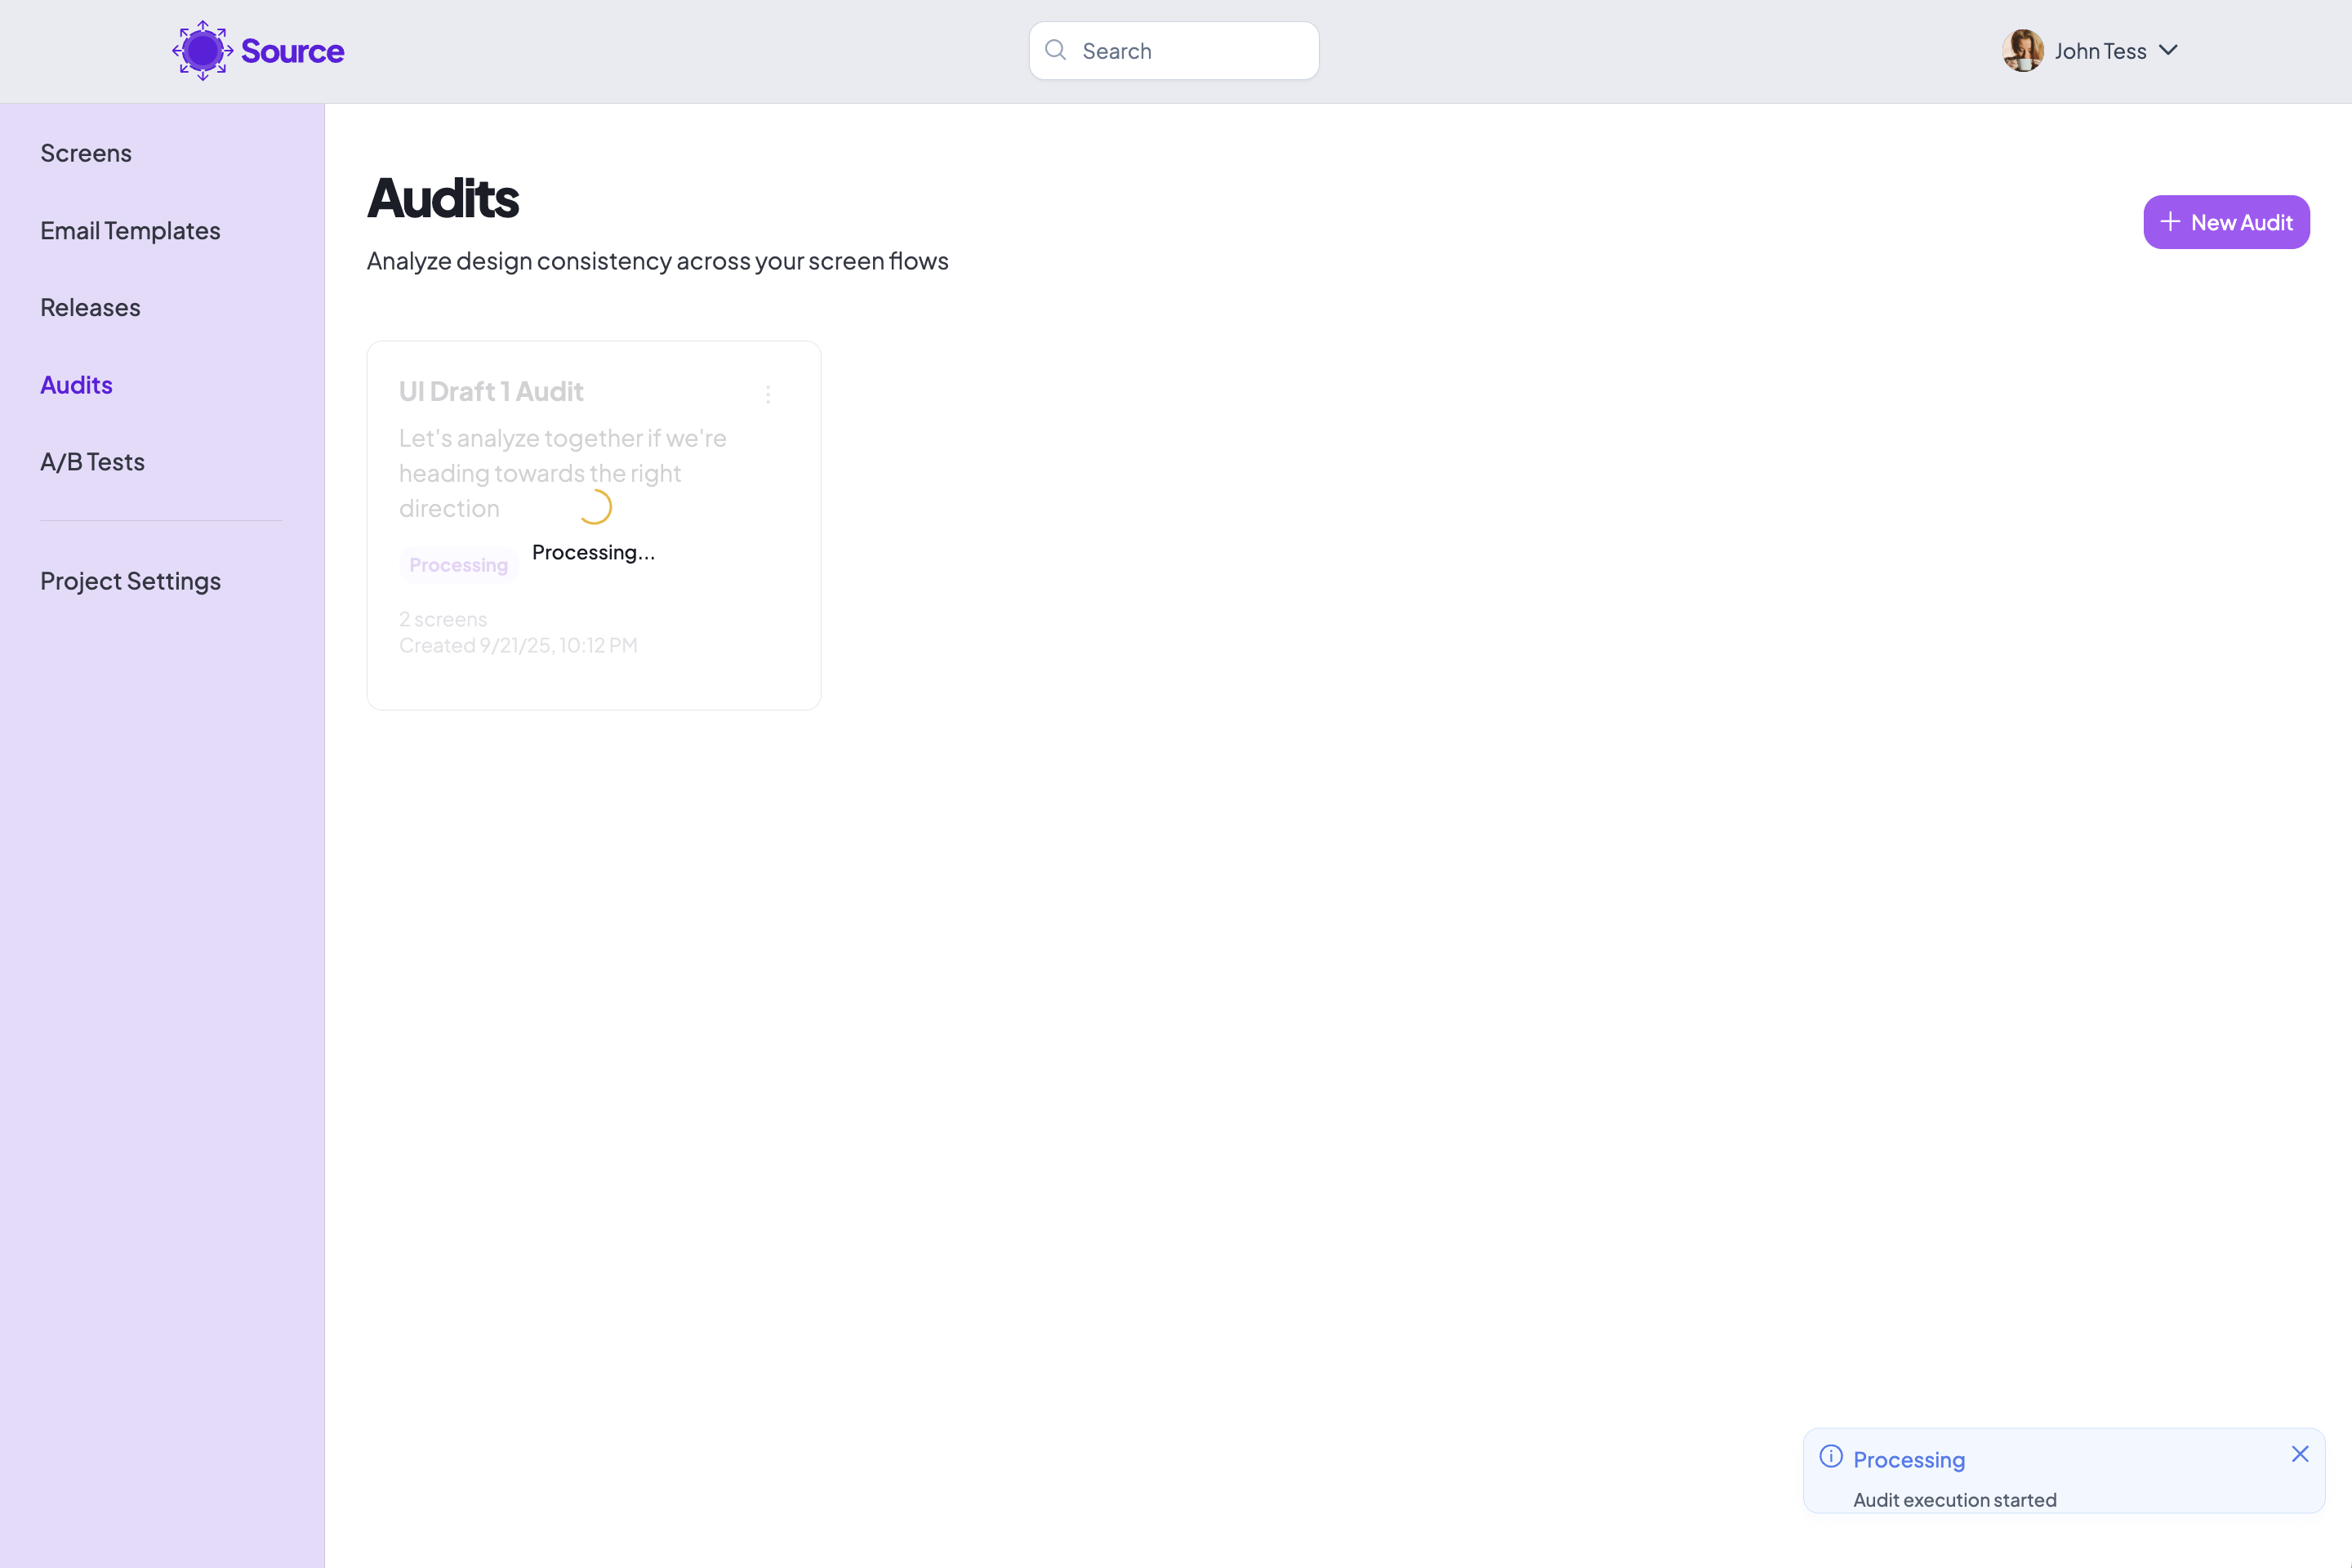 Source
Search
John Tess
Screens
Email Templates
Releases
Audits
A/B Tests
Project Settings
Audits
Analyze design consistency across your screen flows
New Audit
UI Draft 1 Audit
Let's analyze together if we're
heading towards the right
direction
Processing...
Processing
2 screens
Created 9/21/25, 10:12 PM
Processing
Audit execution started